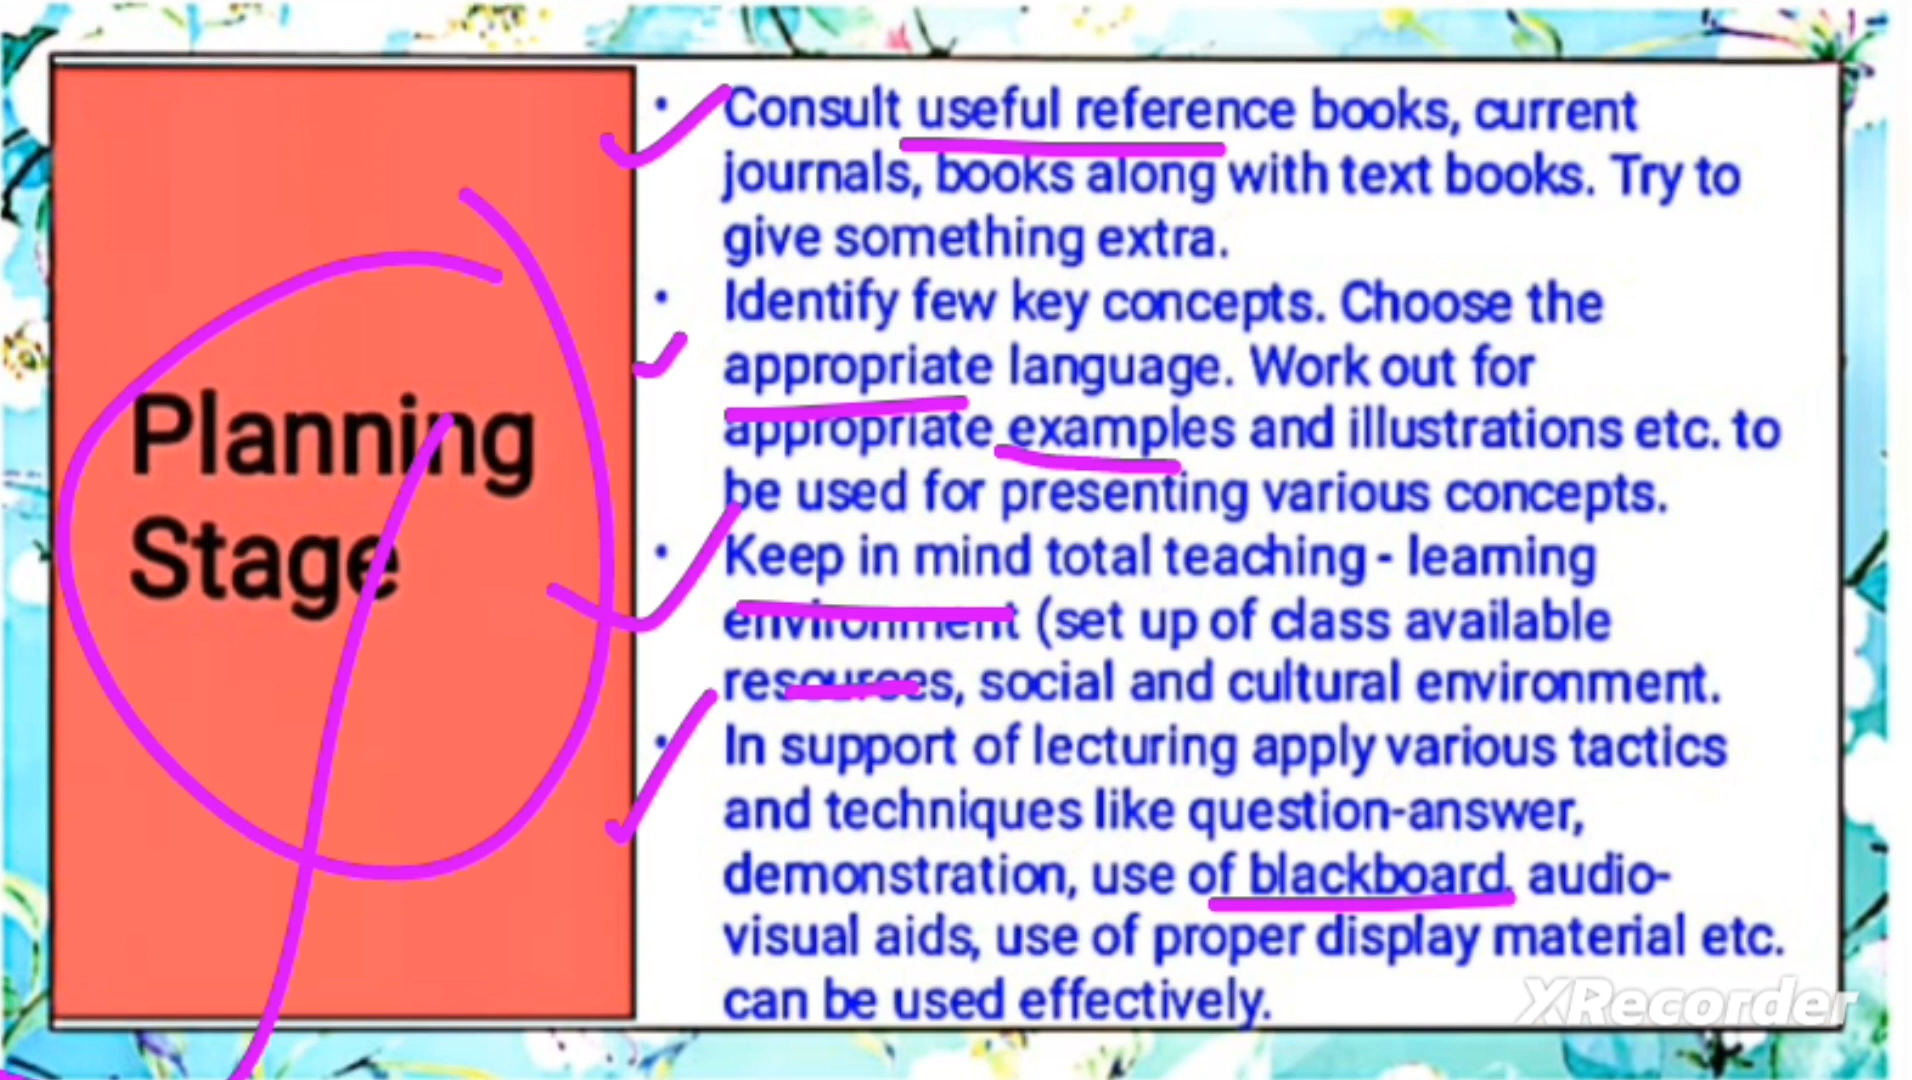 Planning
Stage
• Consult useful reference books, current
journals, books along with text books. Try to
give something extra.
• Identify few key concepts. Choose the
appropriate language. Work out for
appropriate examples and illustrations etc. to
be used for presenting various concepts.
• Keep in mind total teaching - learning
environment (set up of class available
resources, social and cultural environment.
• In support of lecturing apply various tactics
and techniques like question-answer,
demonstration, use of blackboard, audio-
visual aids, use of proper display material etc.
can be used effectively.
XRecorder